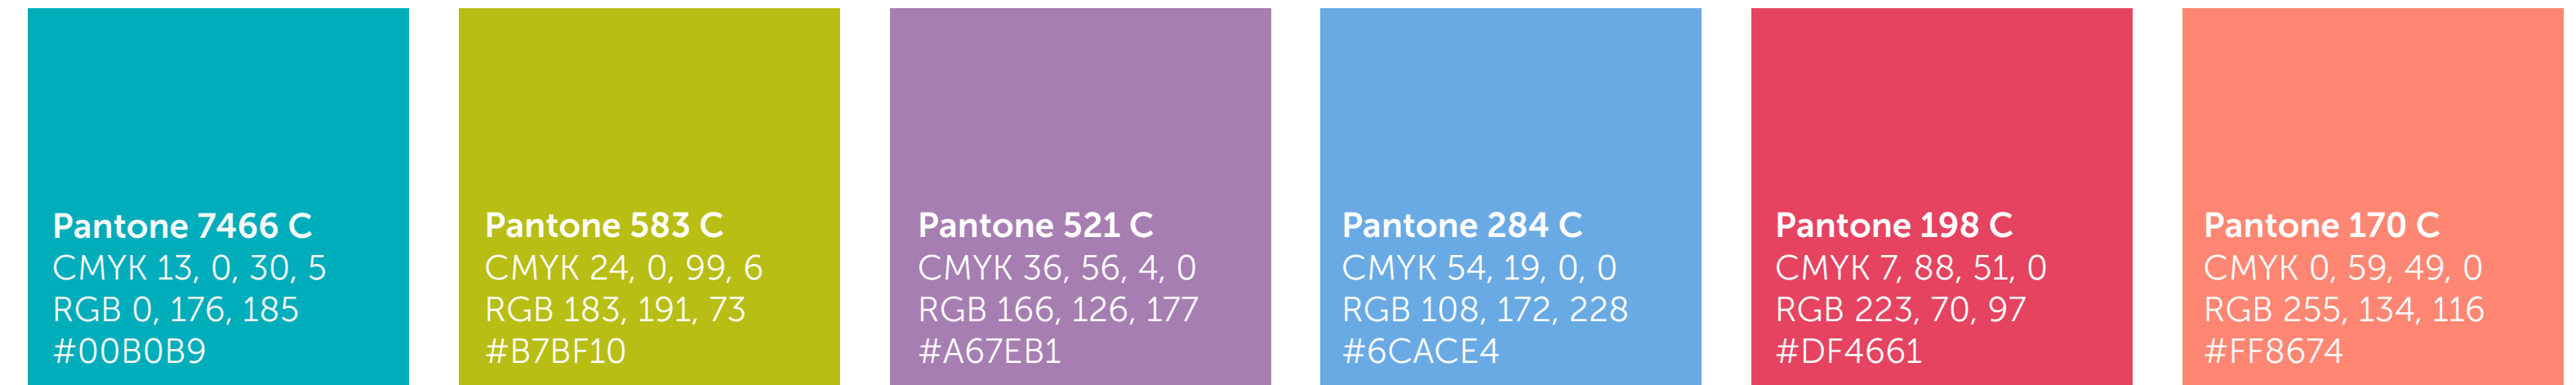 Pantone 7466 C
CMYK 13, 0, 30, 5
RGB 0, 176, 185
#00B0B9
Pantone 583 C
CMYK 24, 0, 99, 6
RGB 183, 191, 73
#B7BF10
Pantone 521 C
CMYK 36, 56, 4, 0
RGB 166, 126, 177
#A67EB1
Pantone 284 C
CMYK 54, 19, 0, 0
RGB 108, 172, 228
#6CACE4
Pantone 198 C
CMYK 7, 88, 51, 0
RGB 223, 70, 97
#DF4661
Pantone 170 C
CMYK 0, 59, 49, 0
RGB 255, 134, 116
#FF8674